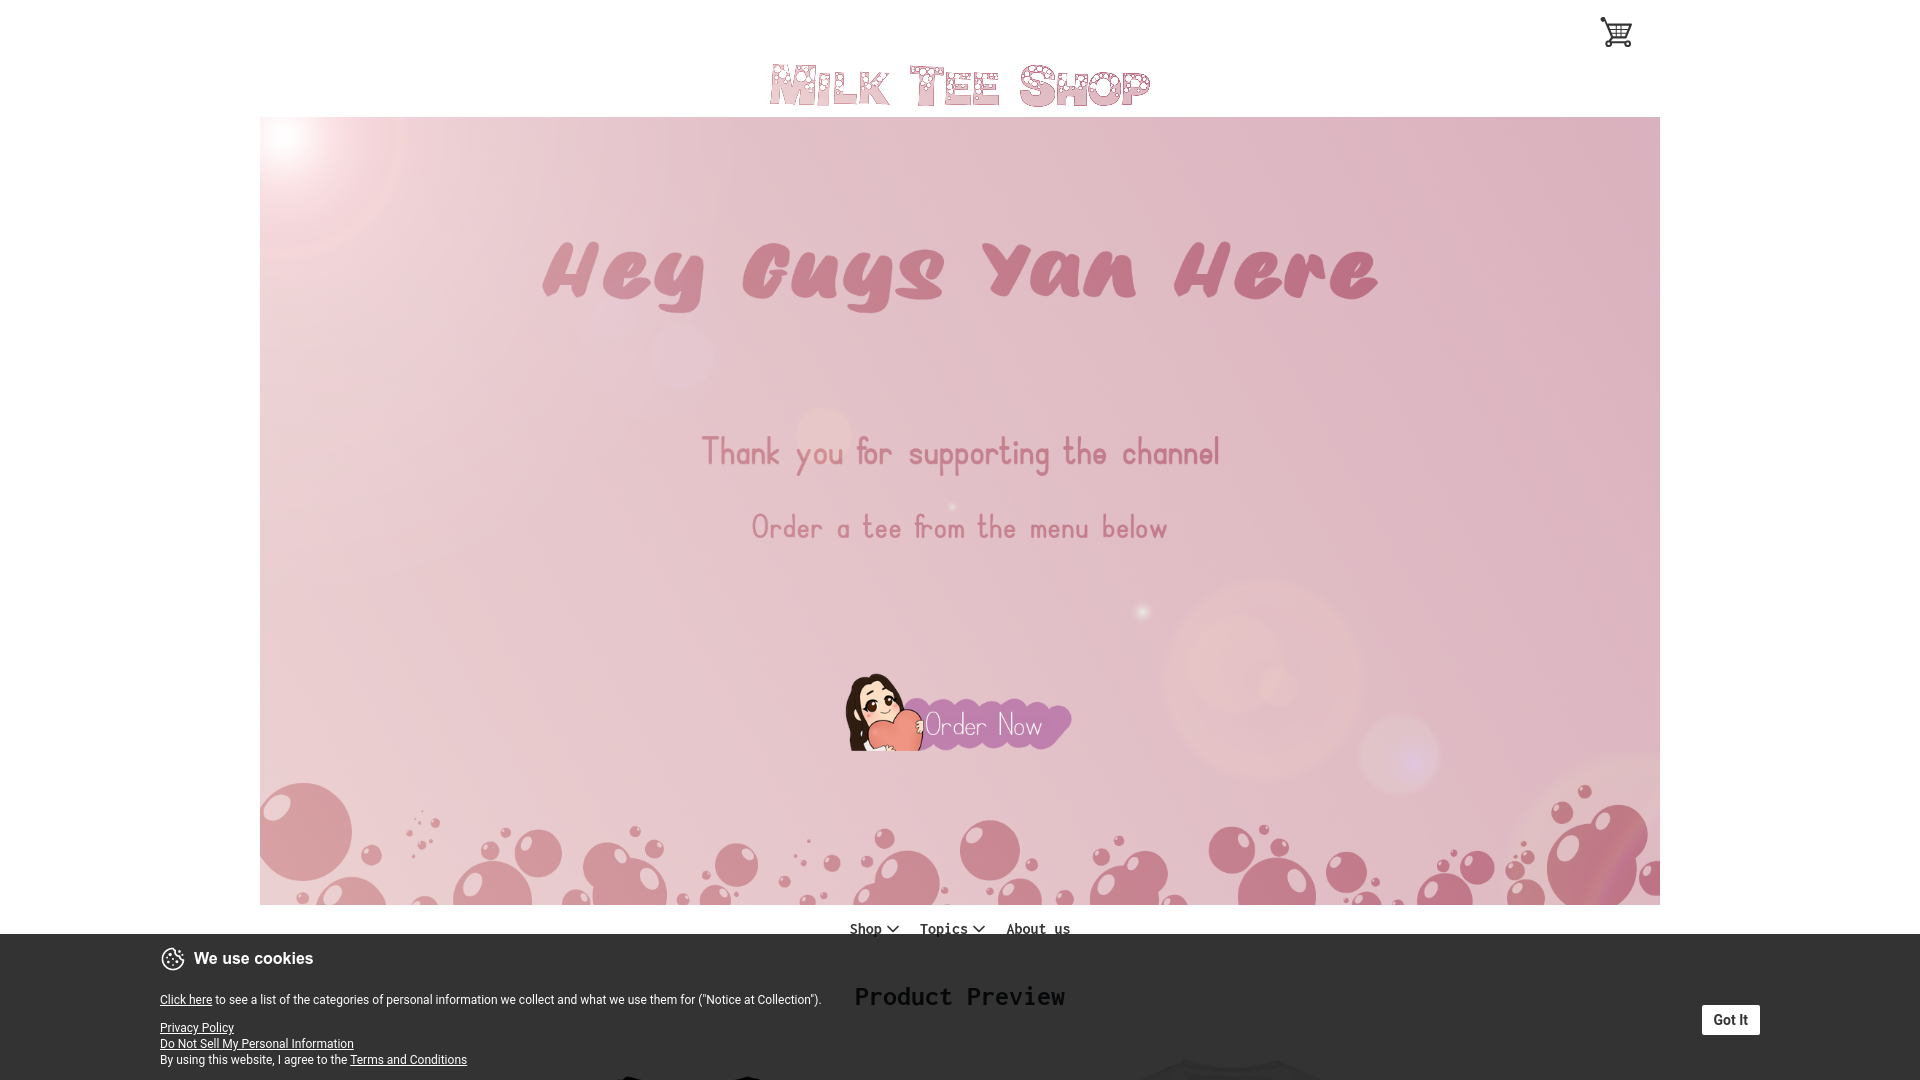 Milk Tee Shop
Hey Guys Yan Here
Thank you for supporting the channel
Order a tee from the menu below
Order Now
Shop Topics About us
We use cookies
Click here to see a list of the categories of personal information we collect and what we use them for ("Notice at Collection").
Product Preview
Privacy Policy
Do Not Sell My Personal Information
By using this website, I agree to the Terms and Conditions
Got It